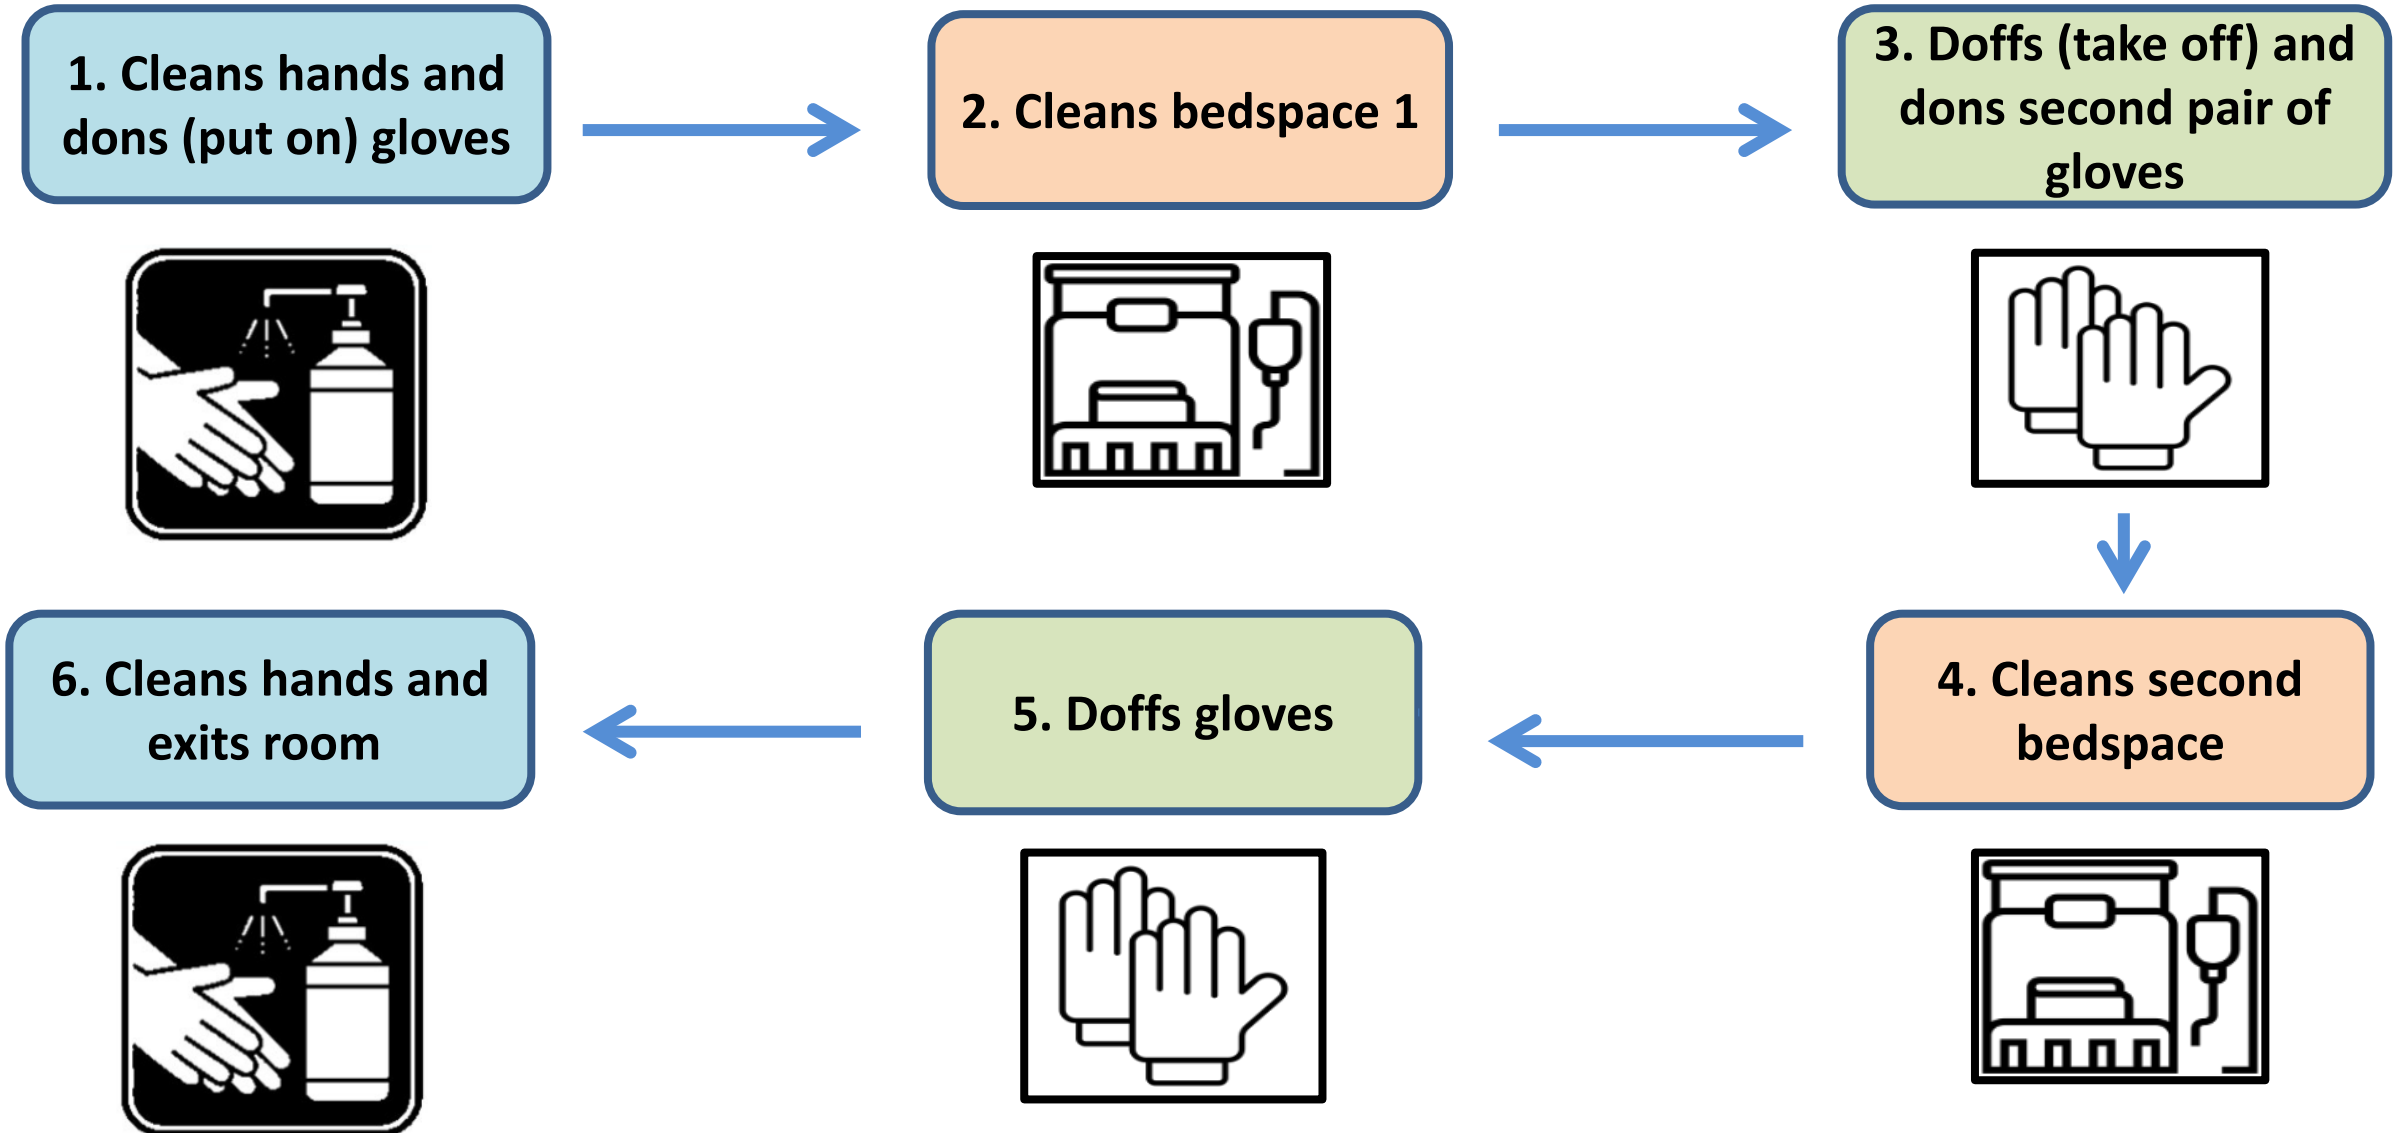 1. Cleans hands and
dons (put on) gloves
2. Cleans bedspace 1
3. Doffs (take off) and
dons second pair of
gloves
4. Cleans second
bedspace
5. Doffs gloves
6. Cleans hands and
exits room